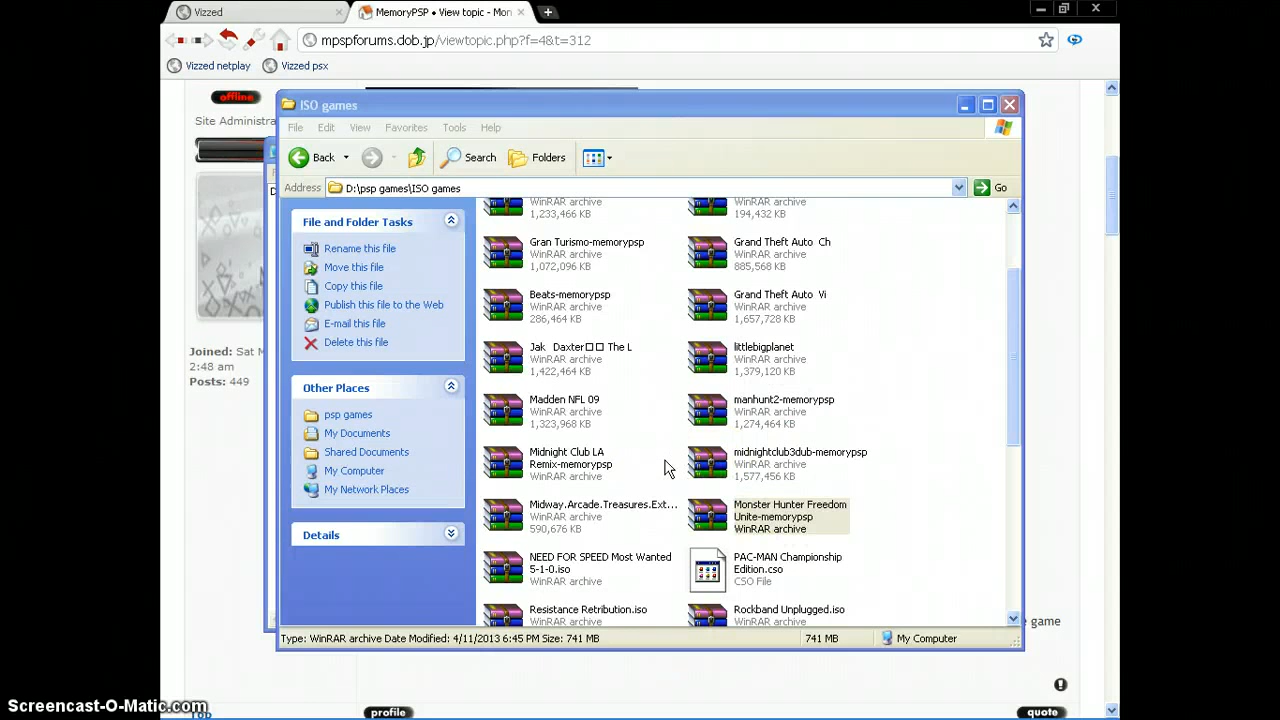 Vizzed
MemoryPSP • View topic - Mon
mpspforums.dob.jp/viewtopic.php?f=4&t=312
Vizzed netplay
Vizzed psx
offline
Site Administra
Joined: Sat M
2:48 am
Posts: 449
ISO games
File Edit View Favorites Tools Help
Back
Search
Folders
Address
D:\psp games\ISO games
Go
File and Folder Tasks
Rename this file
Move this file
Copy this file
Publish this file to the Web
E-mail this file
Delete this file
Other Places
psp games
My Documents
Shared Documents
My Computer
My Network Places
Details
WinRAR archive
1,233,466 KB
WinRAR archive
194,432 KB
Gran Turismo-memorypsp
WinRAR archive
1,072,096 KB
Grand Theft Auto Ch
WinRAR archive
885,568 KB
Beats-memorypsp
WinRAR archive
286,464 KB
Grand Theft Auto Vi
WinRAR archive
1,657,728 KB
Jak Daxter□□ The L
WinRAR archive
1,422,464 KB
littlebigplanet
WinRAR archive
1,379,120 KB
Madden NFL 09
WinRAR archive
1,323,968 KB
manhunt2-memorypsp
WinRAR archive
1,274,464 KB
Midnight Club LA
Remix-memorypsp
WinRAR archive
midnightclub3dub-memorypsp
WinRAR archive
1,577,456 KB
Midway.Arcade.Treasures.Ext...
WinRAR archive
590,676 KB
Monster Hunter Freedom
Unite-memorypsp
WinRAR archive
NEED FOR SPEED Most Wanted
5-1-0.iso
WinRAR archive
PAC-MAN Championship
Edition.cso
CSO File
Resistance Retribution.iso
WinRAR archive
Rockband Unplugged.iso
WinRAR archive
e game
Type: WinRAR archive Date Modified: 4/11/2013 6:45 PM Size: 741 MB
741 MB
My Computer
Screencast-O-Matic.com
Top
profile
quote